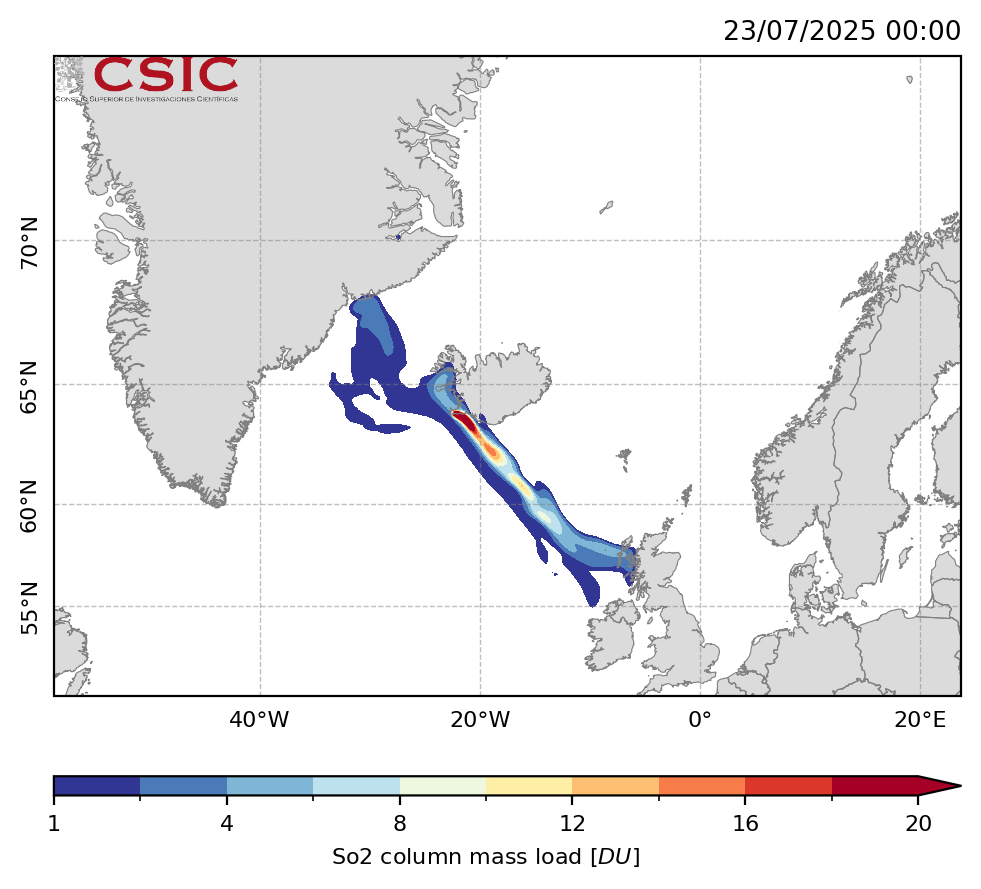 23/07/2025 00:00
CSIC
CONSEJO SUPERIOR DE INVESTIGACIONES CIENTÍFICAS
70°N
65°N
60°N
55°N
40°W 20°W 0° 20°E
1 4 8 12 16 20
So2 column mass load [DU]